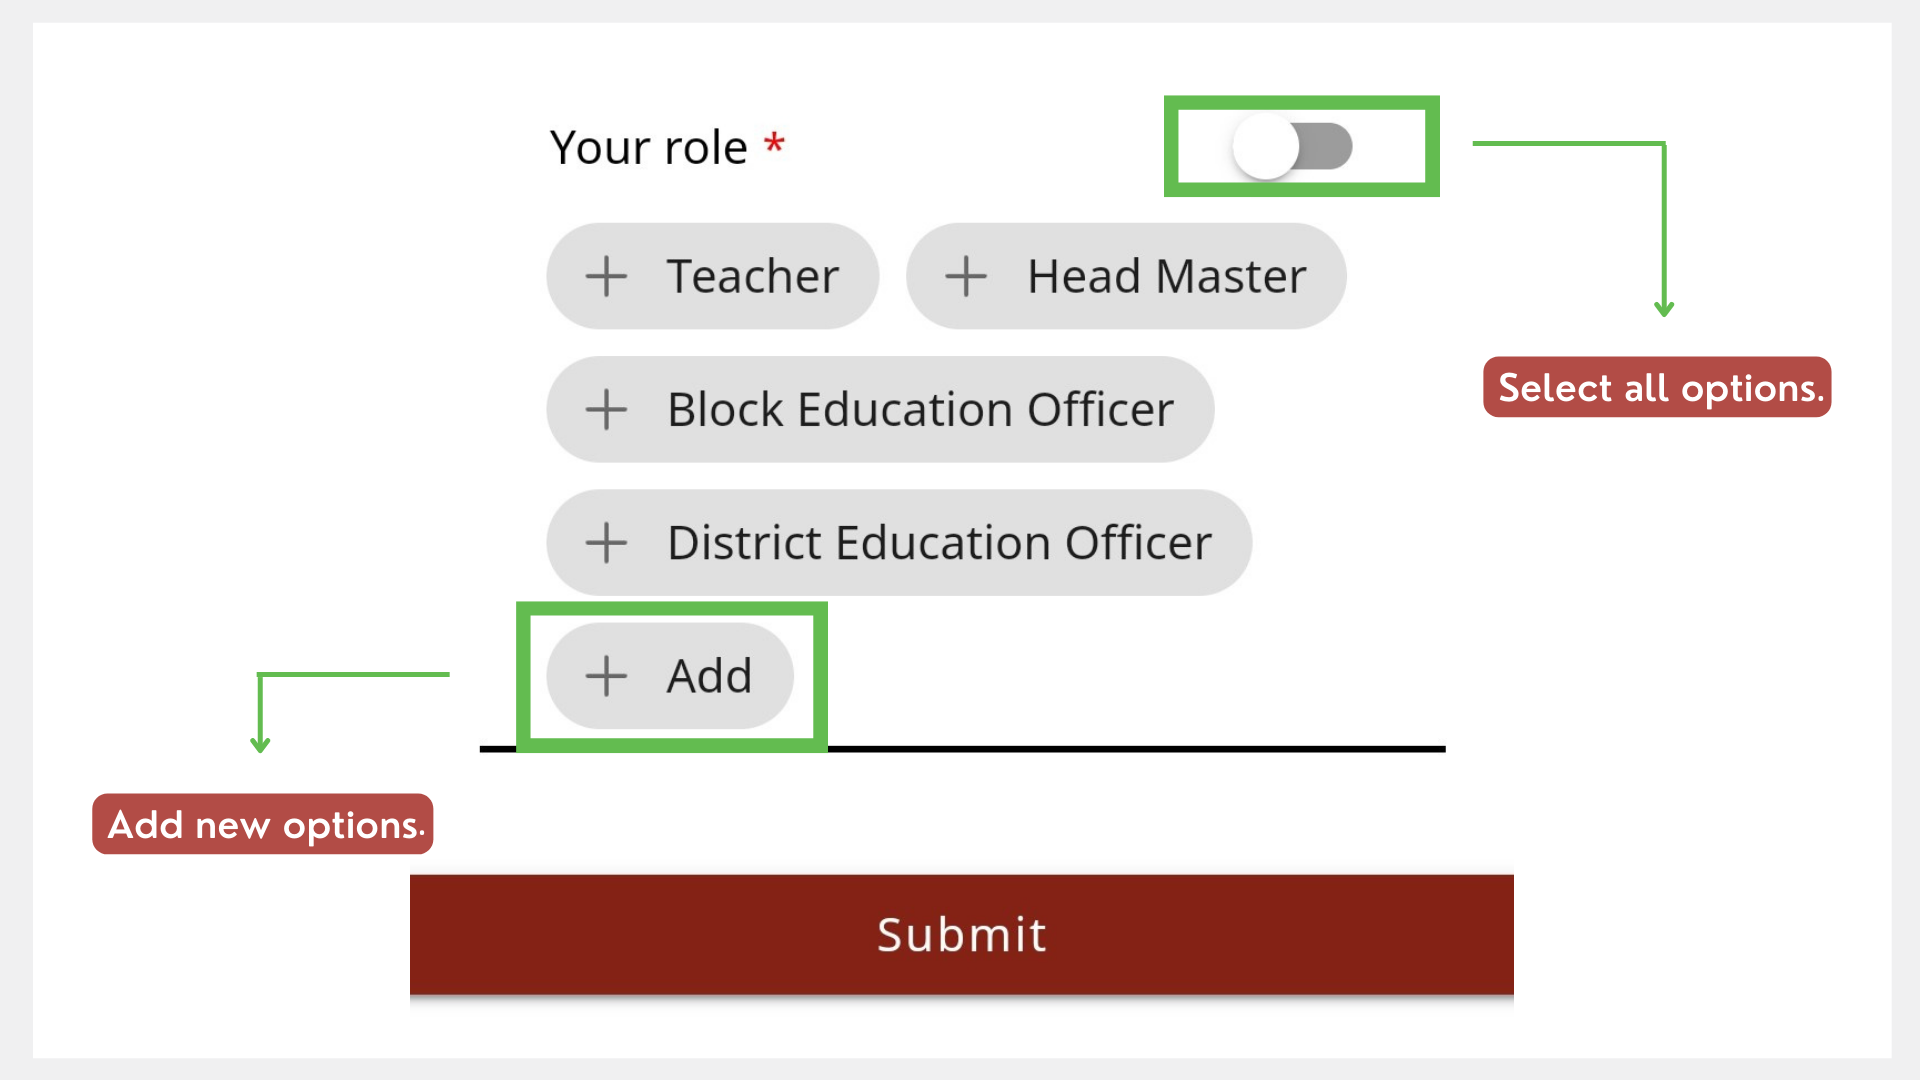 Your role *
+ Teacher + Head Master
+ Block Education Officer
Select all options.
+ District Education Officer
+ Add
Add new options.
Submit